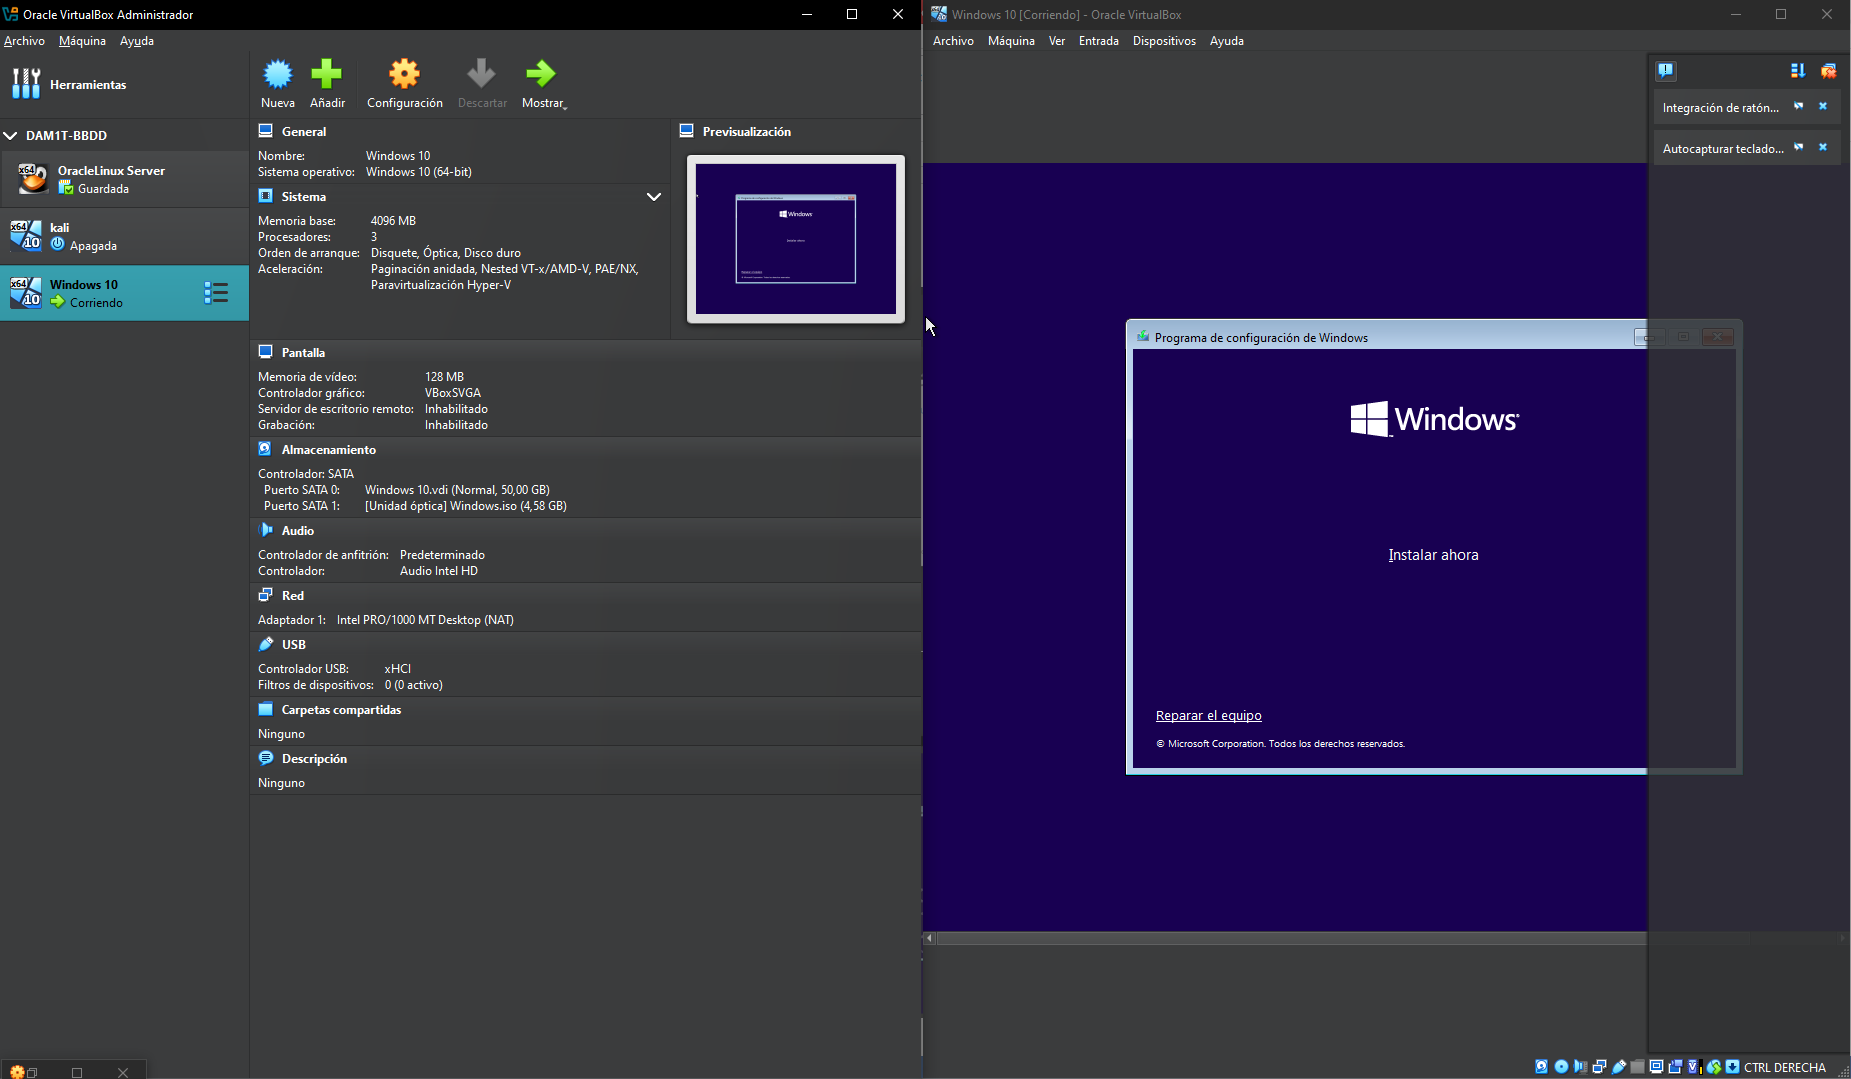 Oracle VirtualBox Administrador
Archivo Máquina Ayuda
Herramientas
Nueva Añadir Configuración Descartar Mostrar
DAM1T-BBDD
OracleLinux Server
Guardada
kali
Apagada
Windows 10
Corriendo
General
Nombre: Windows 10
Sistema operativo: Windows 10 (64-bit)
Sistema
Memoria base: 4096 MB
Procesadores: 3
Orden de arranque: Disquete, Óptica, Disco duro
Aceleración: Paginación anidada, Nested VT-x/AMD-V, PAE/NX,
Paravirtualización Hyper-V
Previsualización
Windows
Pantalla
Memoria de vídeo: 128 MB
Controlador gráfico: VBoxSVGA
Servidor de escritorio remoto: Inhabilitado
Grabación: Inhabilitado
Almacenamiento
Controlador: SATA
Puerto SATA 0: Windows 10.vdi (Normal, 50,00 GB)
Puerto SATA 1: [Unidad óptica] Windows.iso (4,58 GB)
Audio
Controlador de anfitrión: Predeterminado
Controlador: Audio Intel HD
Red
Adaptador 1: Intel PRO/1000 MT Desktop (NAT)
USB
Controlador USB: xHCI
Filtros de dispositivos: 0 (0 activo)
Carpetas compartidas
Ninguno
Descripción
Ninguno
Windows 10 [Corriendo] - Oracle VirtualBox
Archivo Máquina Ver Entrada Dispositivos Ayuda
Integración de ratón...
Autocapturar teclado...
Programa de configuración de Windows
Windows
Instalar ahora
Reparar el equipo
© Microsoft Corporation. Todos los derechos reservados.
CTRL DERECHA